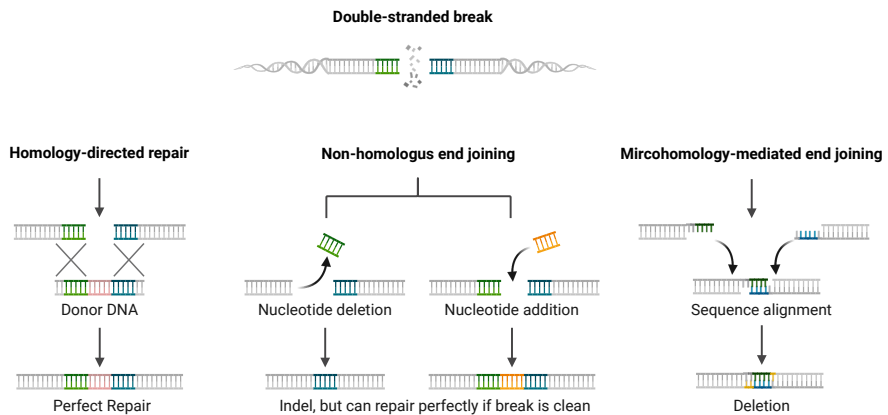 Double-stranded break
Homology-directed repair
Non-homologus end joining
Mircohomology-mediated end joining
Donor DNA
Nucleotide deletion
Nucleotide addition
Sequence alignment
Perfect Repair
Indel, but can repair perfectly if break is clean
Deletion